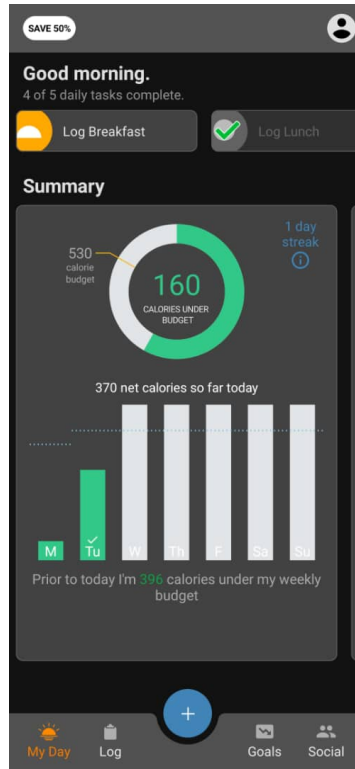 SAVE 50%
Good morning.
4 of 5 daily tasks complete.
Log Breakfast
Log Lunch
Summary
1 day
streak
530
calorie
budget
160
CALORIES UNDER
BUDGET
370 net calories so far today
M Tu W Th F Sa Su
Prior to today I'm 396 calories under my weekly
budget
My Day
Log
Goals
Social